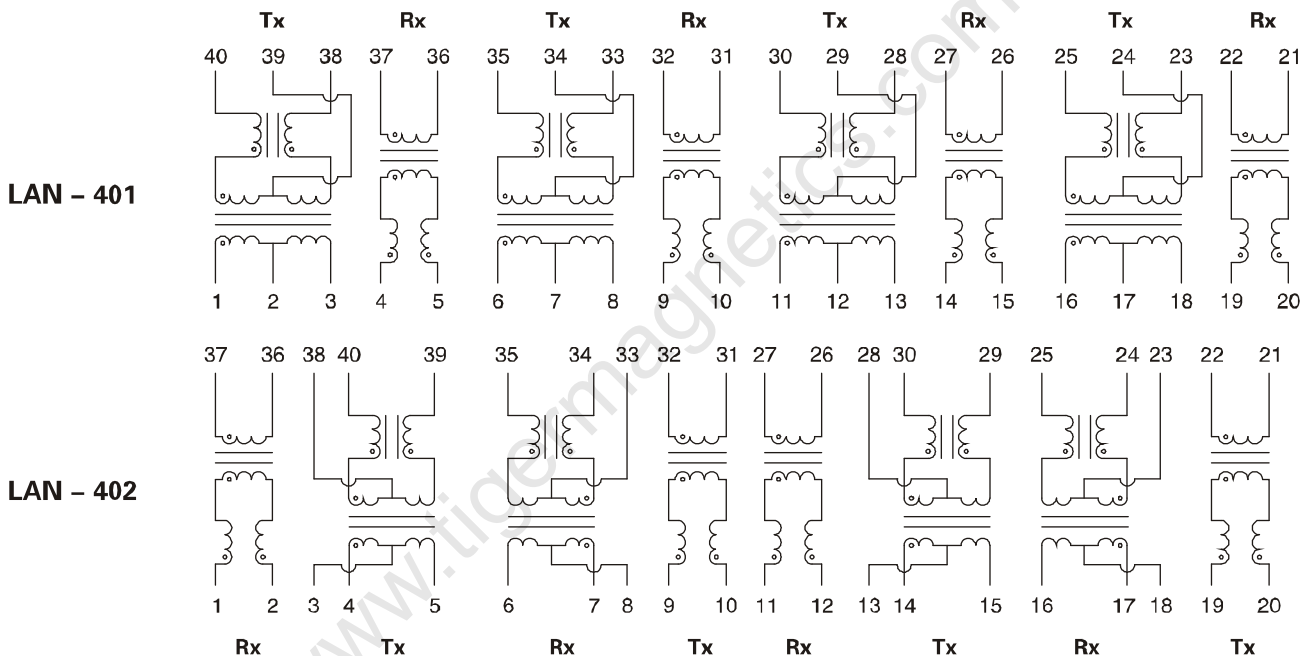 Tx Rx Tx Rx Tx Rx Tx Rx
40 39 38 37 36 35 34 33 32 31 30 29 28 27 26 25 24 23 22 21
LAN – 401
1 2 3 4 5 6 7 8 9 10 11 12 13 14 15 16 17 18 19 20
37 36 38 40 39 35 34 33 32 31 27 26 28 30 29 25 24 23 22 21
LAN – 402
1 2 3 4 5 6 7 8 9 10 11 12 13 14 15 16 17 18 19 20
Rx Tx Rx Tx Rx Tx Rx Tx
www.tigermagnetics.com